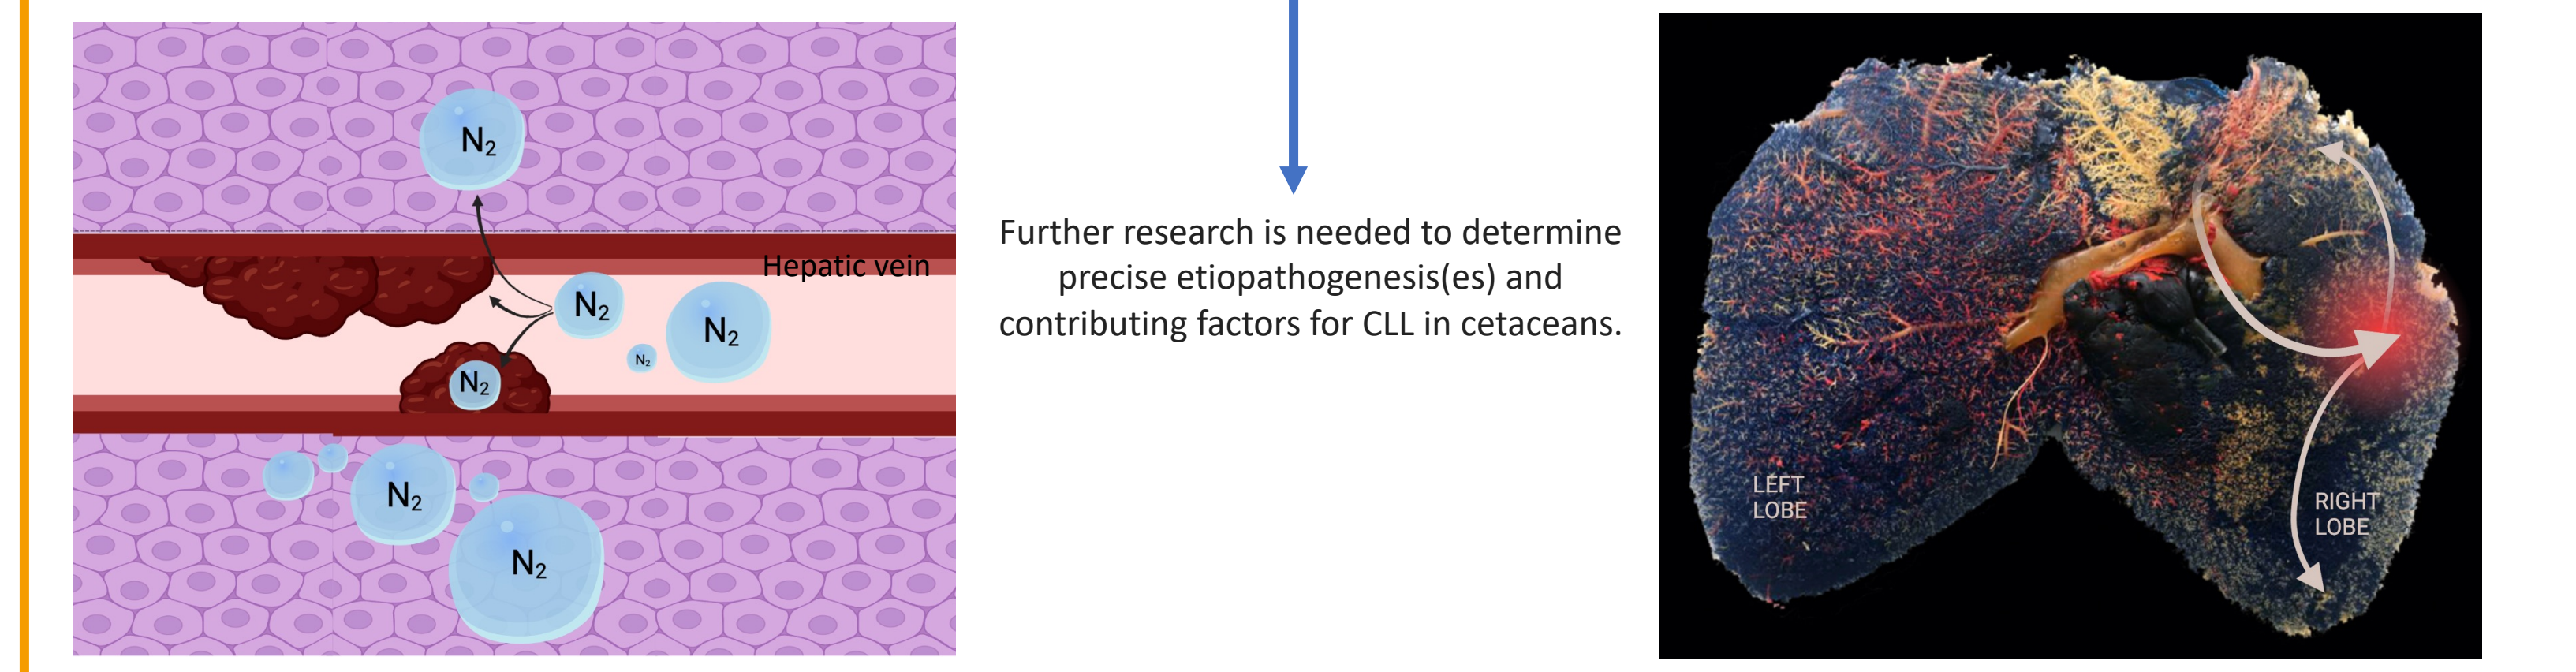 N₂
Hepatic vein
N₂
N₂
N₂
N₂
N₂
N₂
Further research is needed to determine
precise etiopathogenesis(es) and
contributing factors for CLL in cetaceans.
LEFT
LOBE
RIGHT
LOBE